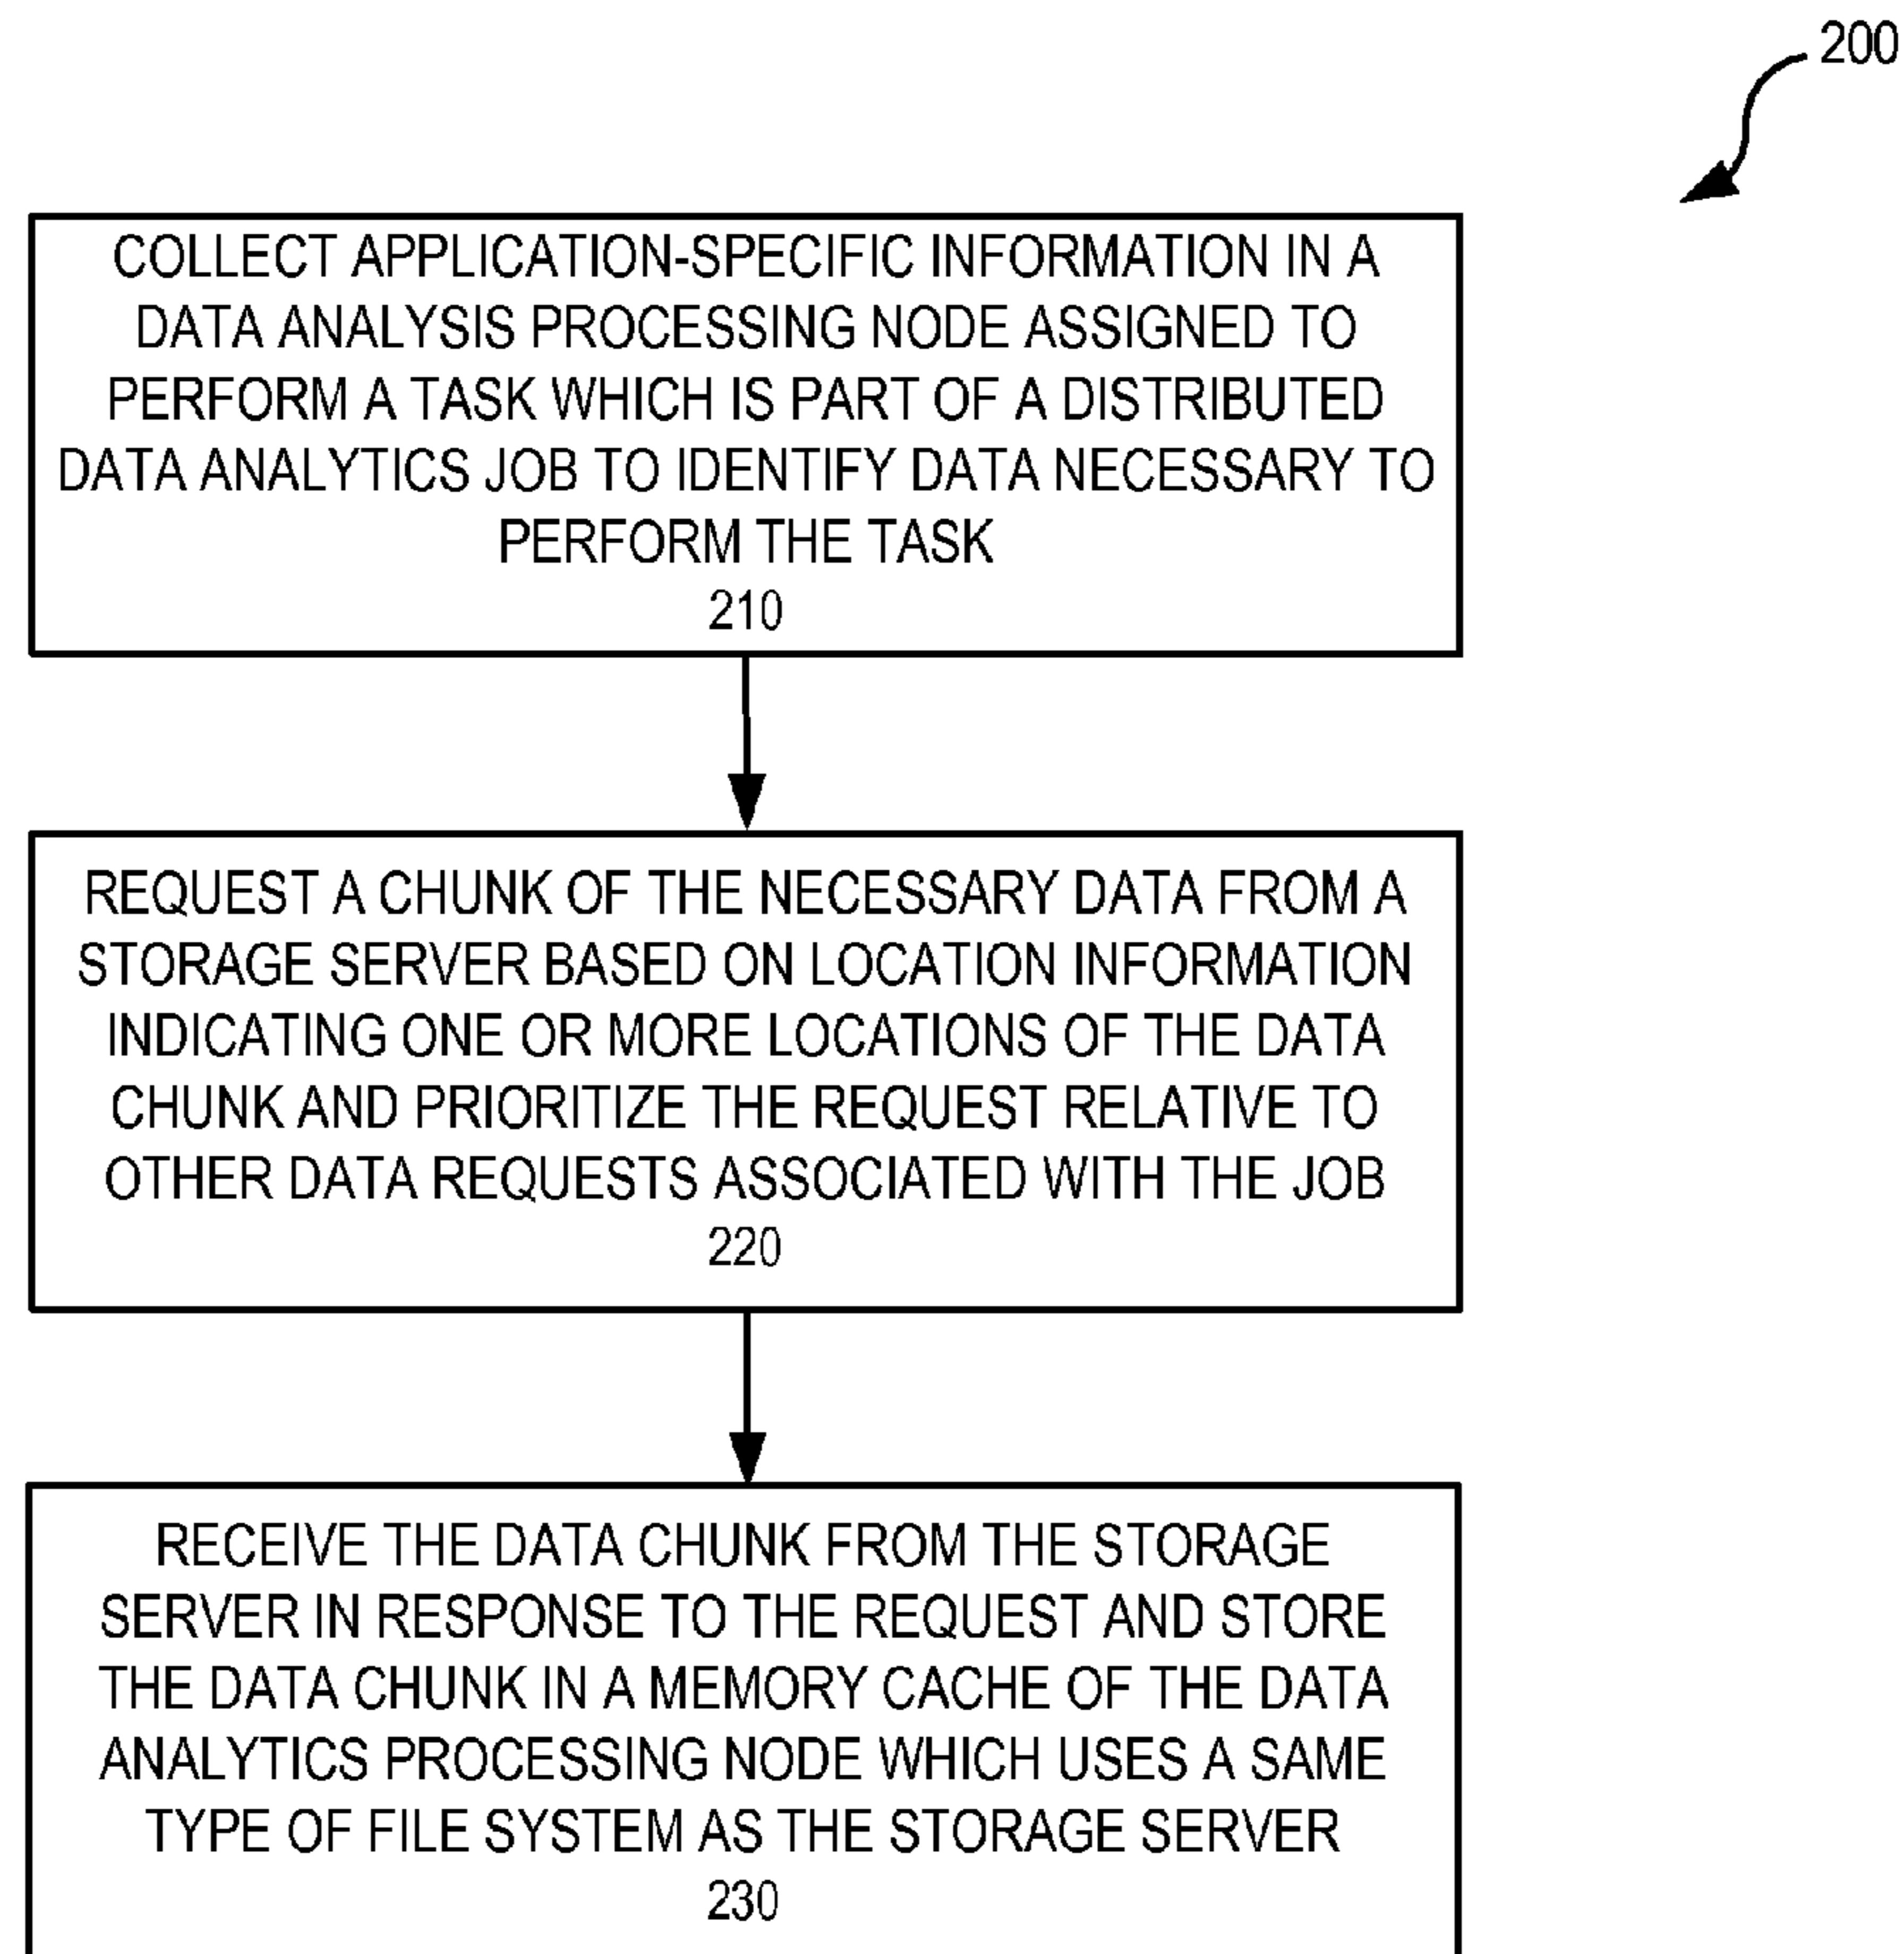 200
COLLECT APPLICATION-SPECIFIC INFORMATION IN A
DATA ANALYSIS PROCESSING NODE ASSIGNED TO
PERFORM A TASK WHICH IS PART OF A DISTRIBUTED
DATA ANALYTICS JOB TO IDENTIFY DATA NECESSARY TO
PERFORM THE TASK
210
REQUEST A CHUNK OF THE NECESSARY DATA FROM A
STORAGE SERVER BASED ON LOCATION INFORMATION
INDICATING ONE OR MORE LOCATIONS OF THE DATA
CHUNK AND PRIORITIZE THE REQUEST RELATIVE TO
OTHER DATA REQUESTS ASSOCIATED WITH THE JOB
220
RECEIVE THE DATA CHUNK FROM THE STORAGE
SERVER IN RESPONSE TO THE REQUEST AND STORE
THE DATA CHUNK IN A MEMORY CACHE OF THE DATA
ANALYTICS PROCESSING NODE WHICH USES A SAME
TYPE OF FILE SYSTEM AS THE STORAGE SERVER
230